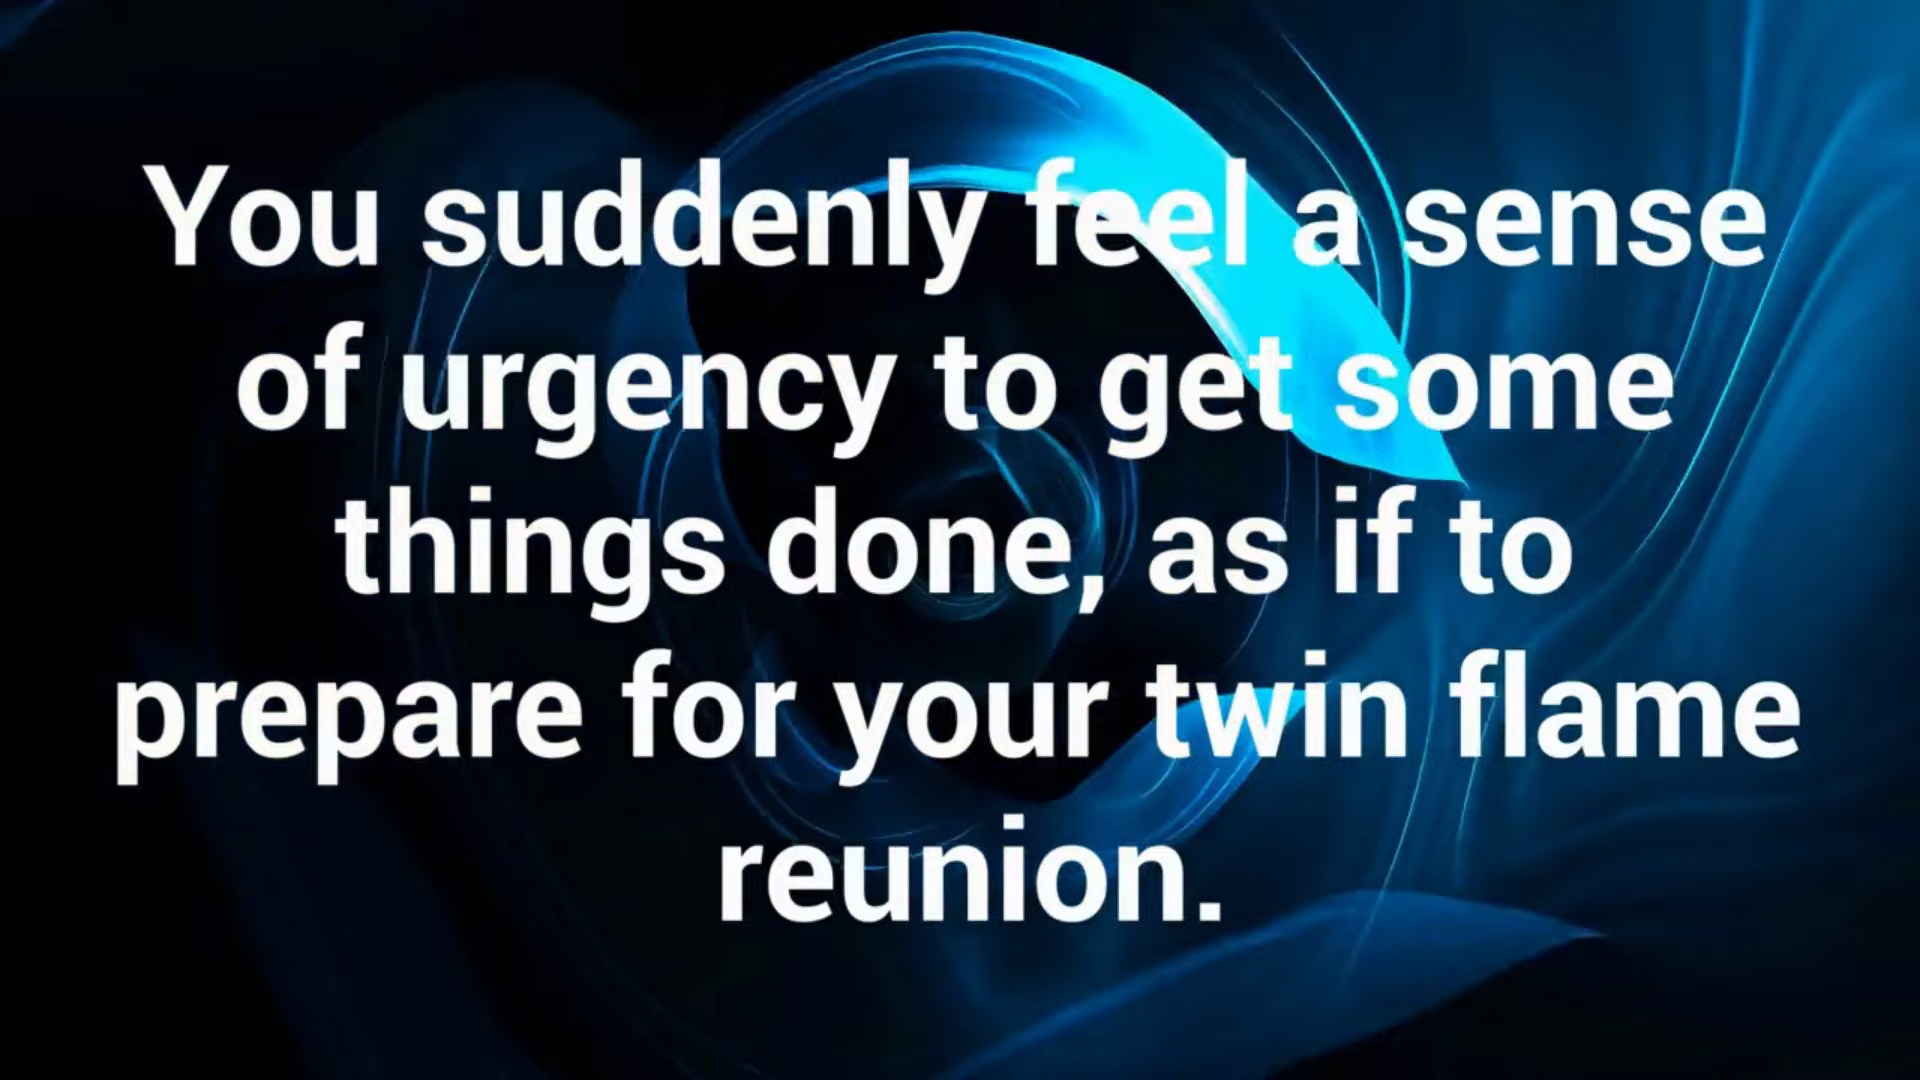 You suddenly feel a sense
of urgency to get some
things done, as if to
prepare for your twin flame
reunion.